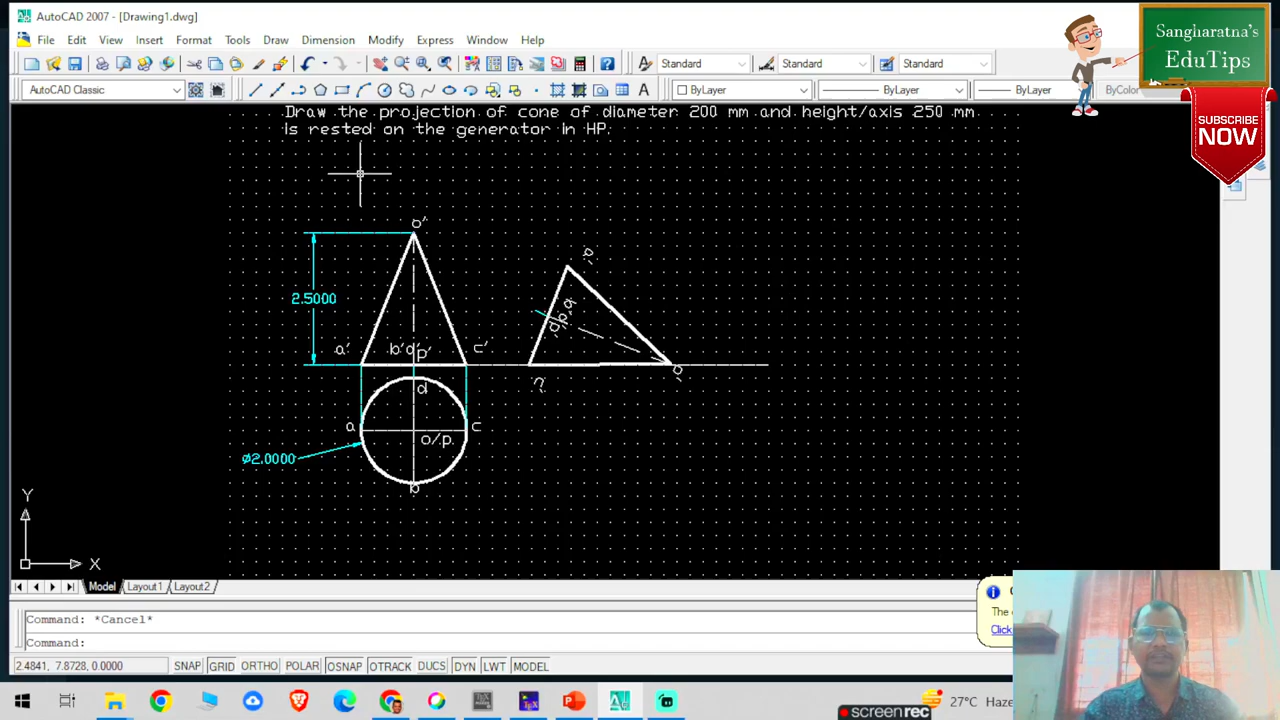 AutoCAD 2007 - [Drawing1.dwg]
File Edit View Insert Format Tools Draw Dimension Modify Express Window Help
Standard Standard Standard
AutoCAD Classic ByLayer ByLayer ByLayer ByColor
Sangharatna's
EduTips
SUBSCRIBE
NOW
Draw the projection of cone of diameter 200 mm and height/axis 250 mm
is rested on the generator in HP.
o'
2.5000
a' b'd' p' c'
d
a c
o/p
b
ø2.0000
?
Y
X
Model Layout1 Layout2
Command: *Cancel*
Command:
2.4841, 7.8728, 0.0000 SNAP GRID ORTHO POLAR OSNAP OTRACK DUCS DYN LWT MODEL
The
Click
screen rec
27°C Haze